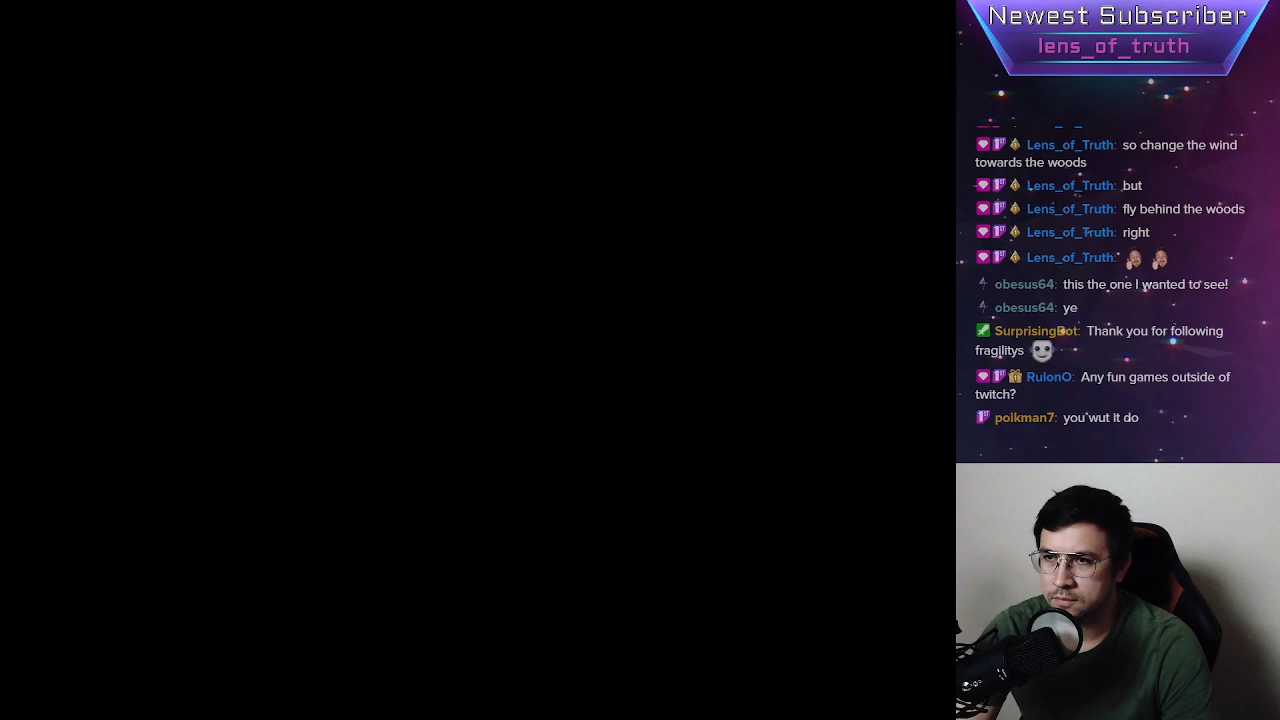 Newest Subscriber
lens_of_truth
Lens_of_Truth: so change the wind
towards the woods
Lens_of_Truth: but
Lens_of_Truth: fly behind the woods
Lens_of_Truth: right
Lens_of_Truth:
obesus64: this the one I wanted to see!
obesus64: ye
SurprisingBot: Thank you for following
fragilitys
RulonO: Any fun games outside of
twitch?
polkman7: you wut it do